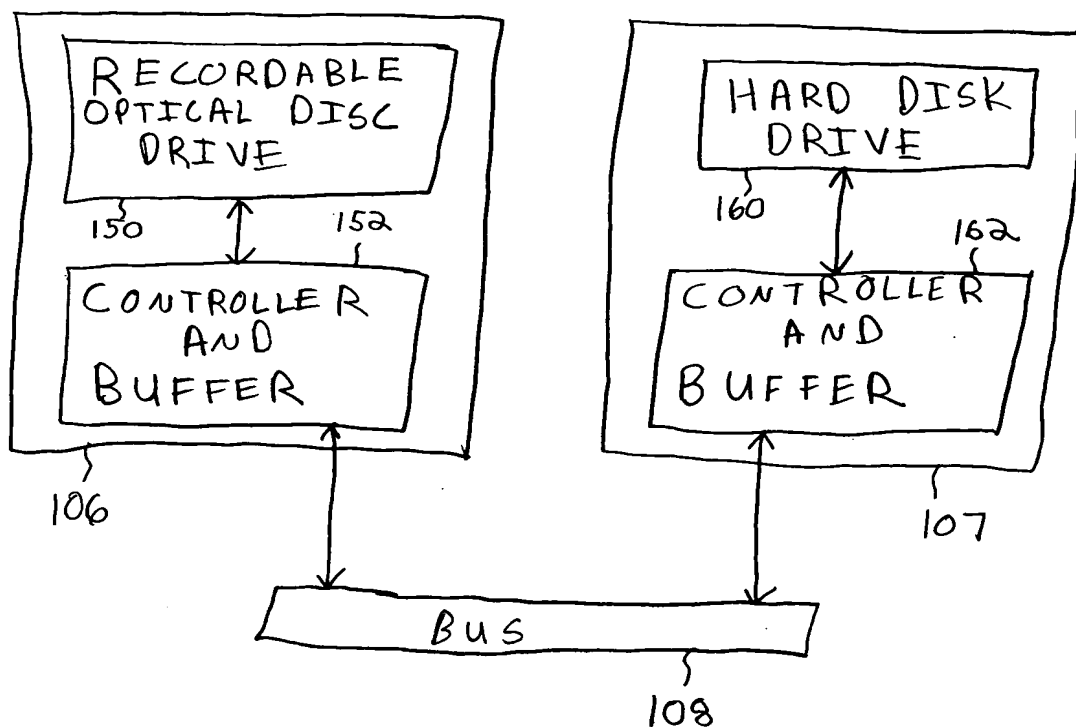 RECORDABLE
OPTICAL DISC
DRIVE
150
152
CONTROLLER
AND
BUFFER
106
HARD DISK
DRIVE
160
162
CONTROLLER
AND
BUFFER
107
BUS
108